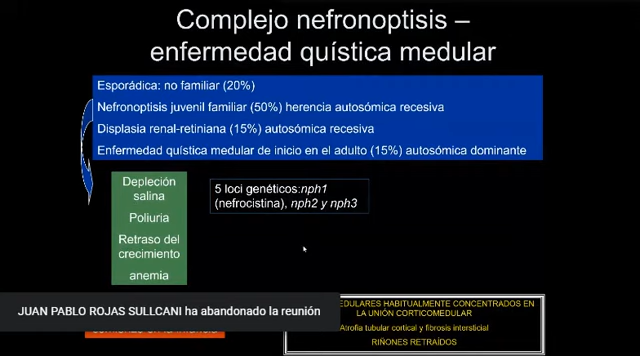 Complejo nefronoptisis –
enfermedad quística medular
Esporádica: no familiar (20%)
Nefronoptisis juvenil familiar (50%) herencia autosómica recesiva
Displasia renal-retiniana (15%) autosómica recesiva
Enfermedad quística medular de inicio en el adulto (15%) autosómica dominante
Depleción
salina
Poliuria
Retraso del
crecimiento
anemia
5 loci genéticos:nph1
(nefrocistina), nph2 y nph3
JUAN PABLO ROJAS SULLCANI ha abandonado la reunión
HABITUALMENTE CONCENTRADOS EN
LA UNIÓN CORTICOMEDULAR
Atrofia tubular cortical y fibrosis intersticial
RIÑONES RETRAÍDOS